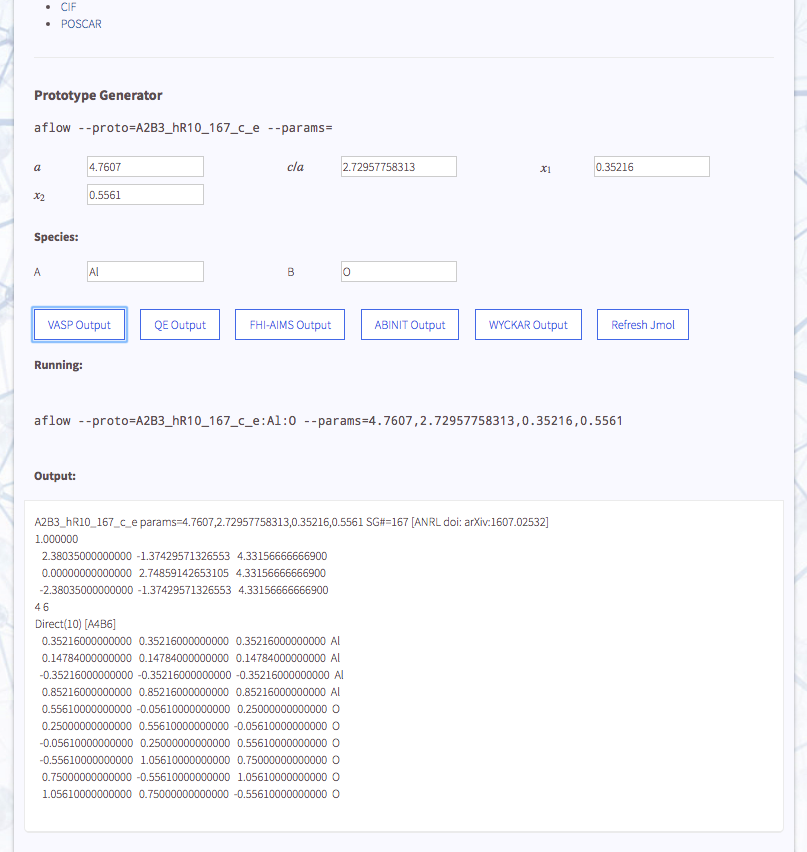 CIF
POSCAR
Prototype Generator
aflow --proto=A2B3_hR10_167_c_e --params=
a 4.7607 c/a 2.72957758313 x1 0.35216
x2 0.5561
Species:
A Al B O
VASP Output QE Output FHI-AIMS Output ABINIT Output WYCKAR Output Refresh Jmol
Running:
aflow --proto=A2B3_hR10_167_c_e:Al:O --params=4.7607,2.72957758313,0.35216,0.5561
Output:
A2B3_hR10_167_c_e params=4.7607,2.72957758313,0.35216,0.5561 SG#=167 [ANRL doi: arXiv:1607.02532]
1.000000
2.38035000000000 -1.37429571326553 4.33156666666900
0.00000000000000 2.74859142653105 4.33156666666900
-2.38035000000000 -1.37429571326553 4.33156666666900
4 6
Direct(10) [A4B6]
0.35216000000000 0.35216000000000 0.35216000000000 Al
0.14784000000000 0.14784000000000 0.14784000000000 Al
-0.35216000000000 -0.35216000000000 -0.35216000000000 Al
0.85216000000000 0.85216000000000 0.85216000000000 Al
0.55610000000000 -0.05610000000000 0.25000000000000 O
0.25000000000000 0.55610000000000 -0.05610000000000 O
-0.05610000000000 0.25000000000000 0.55610000000000 O
-0.55610000000000 1.05610000000000 0.75000000000000 O
0.75000000000000 -0.55610000000000 1.05610000000000 O
1.05610000000000 0.75000000000000 -0.55610000000000 O